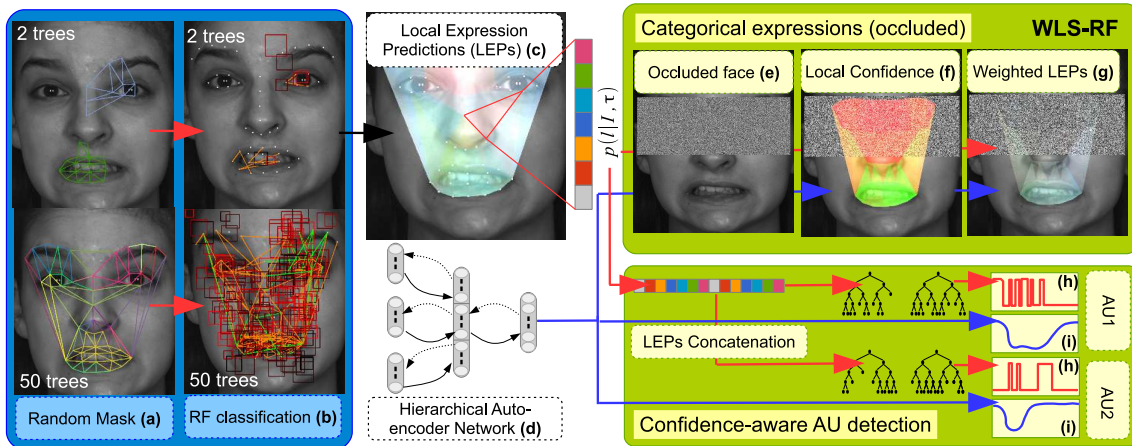 2 trees
2 trees
50 trees
50 trees
Random Mask (a)
RF classification (b)
Local Expression
Predictions (LEPs) (c)
p(l|I,τ)
Hierarchical Auto-
encoder Network (d)
Categorical expressions (occluded)
WLS-RF
Occluded face (e)
Local Confidence (f)
Weighted LEPs (g)
LEPs Concatenation
(h)
(i)
AU1
(h)
(i)
AU2
Confidence-aware AU detection